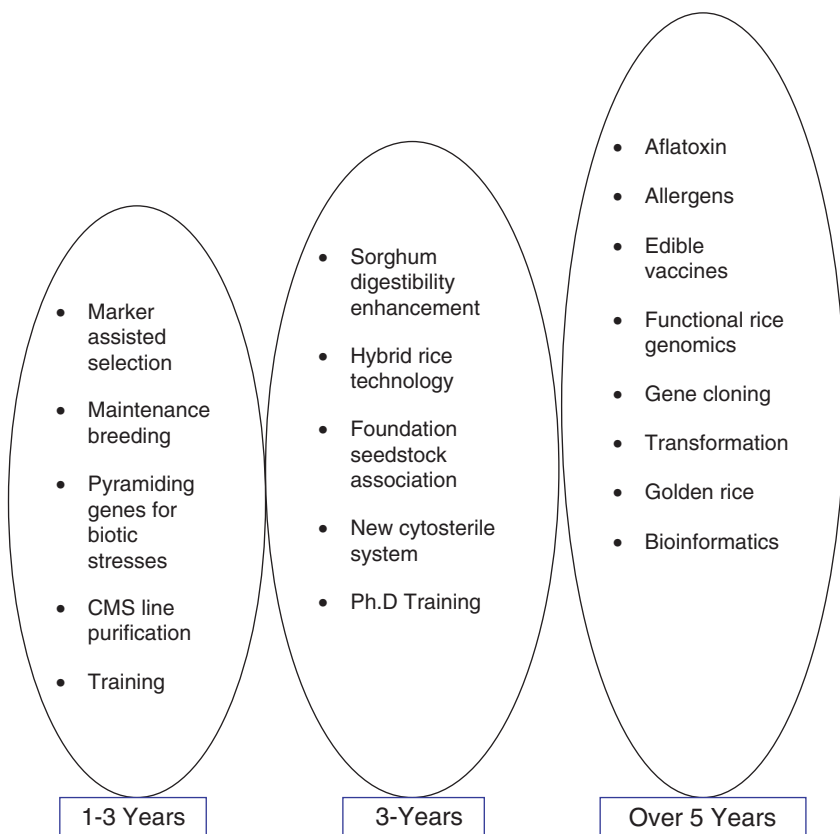 • Marker
assisted
selection
• Maintenance
breeding
• Pyramiding
genes for
biotic
stresses
• CMS line
purification
• Training
1-3 Years
• Sorghum
digestibility
enhancement
• Hybrid rice
technology
• Foundation
seedstock
association
• New cytosterile
system
• Ph.D Training
3-Years
• Aflatoxin
• Allergens
• Edible
vaccines
• Functional rice
genomics
• Gene cloning
• Transformation
• Golden rice
• Bioinformatics
Over 5 Years